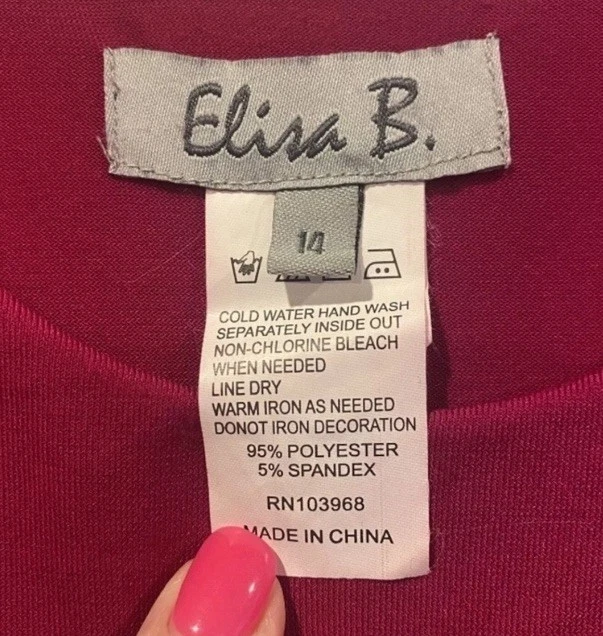 Elisa B.
14
COLD WATER HAND WASH
SEPARATELY INSIDE OUT
NON-CHLORINE BLEACH
WHEN NEEDED
LINE DRY
WARM IRON AS NEEDED
DONOT IRON DECORATION
95% POLYESTER
5% SPANDEX
RN103968
MADE IN CHINA